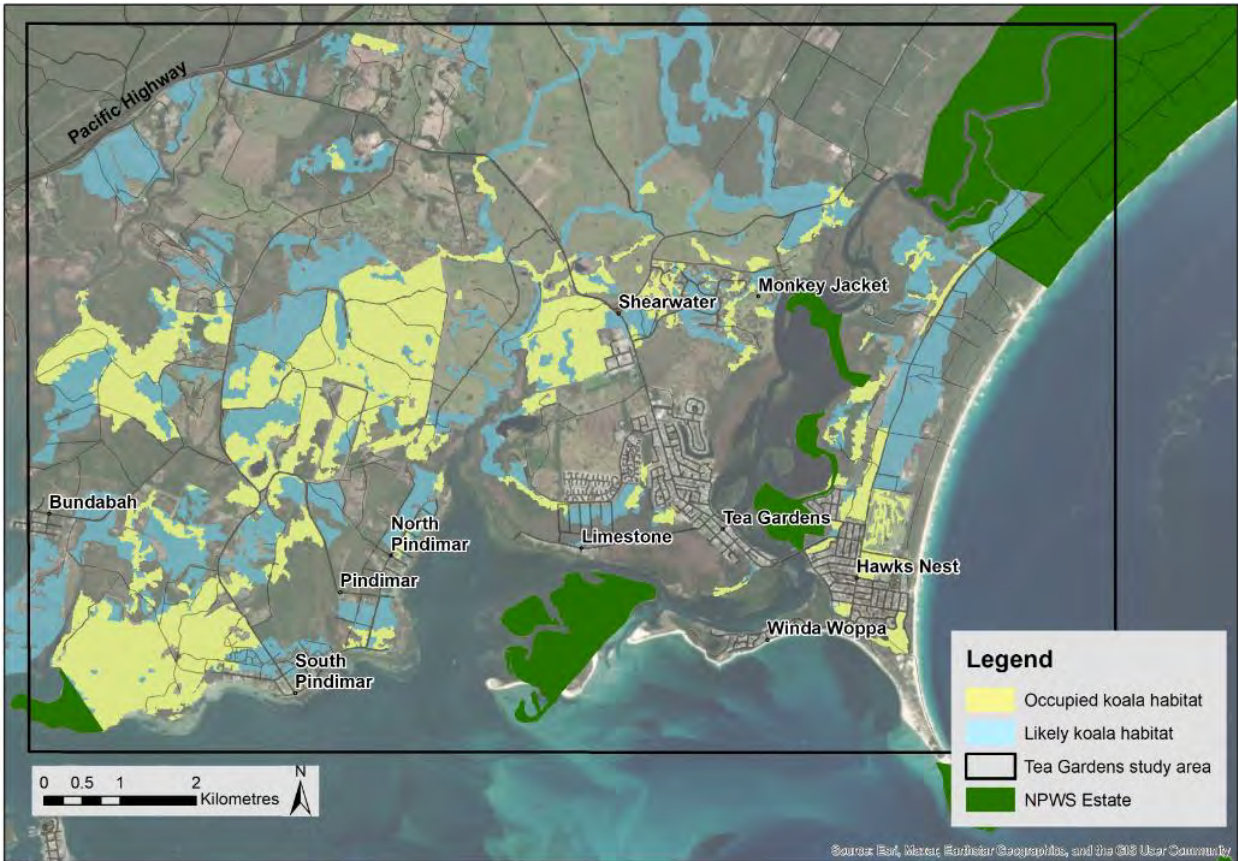 Pacific Highway
Monkey Jacket
Shearwater
Bundabah
North
Pindimar
Tea Gardens
Limestone
Hawks Nest
Pindimar
Winda Woppa
South
Pindimar
Legend
Occupied koala habitat
Likely koala habitat
Tea Gardens study area
NPWS Estate
0 0.5 1 2
Kilometres
N
Source: Esri, Maxar, Earthstar Geographics, and the GIS User Community